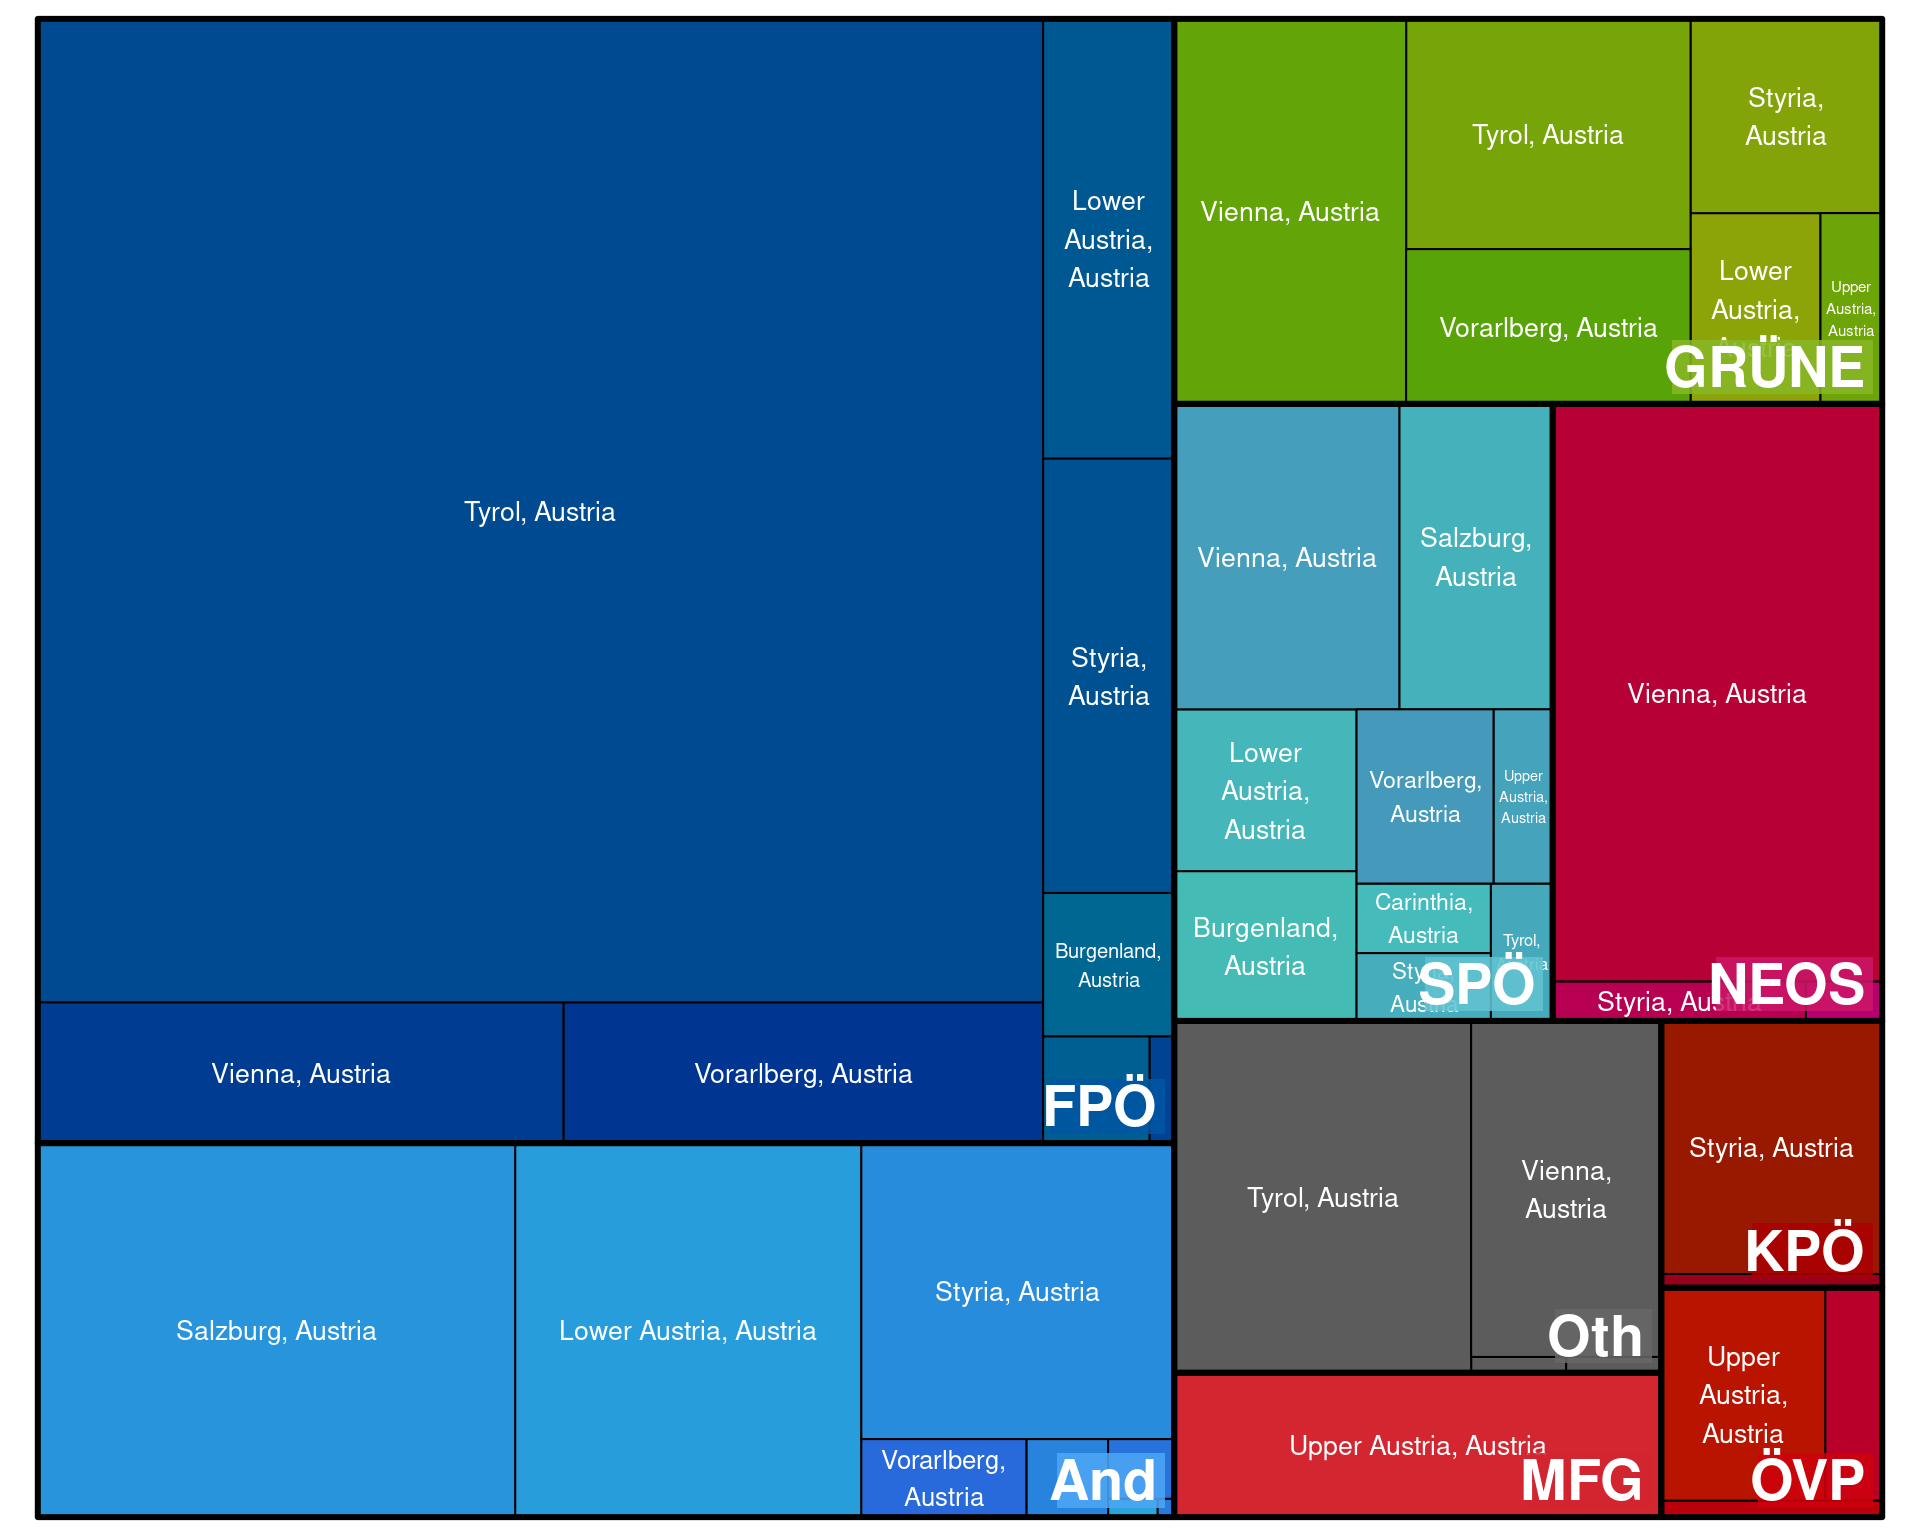 Tyrol, Austria
Lower
Austria,
Austria
Styria,
Austria
Burgenland,
Austria
Vienna, Austria
Vorarlberg, Austria
FPÖ
Salzburg, Austria
Lower Austria, Austria
Styria, Austria
Vorarlberg,
Austria
And
Vienna, Austria
Tyrol, Austria
Styria,
Austria
Vorarlberg, Austria
Lower
Austria,
Upper
Austria,
Austria
GRÜNE
Vienna, Austria
Salzburg,
Austria
Lower
Austria,
Austria
Vorarlberg,
Austria
Upper
Austria,
Austria
Burgenland,
Austria
Carinthia,
Austria
Tyrol,
SPÖ
Vienna, Austria
Styria, Austria
NEOS
Tyrol, Austria
Vienna,
Austria
Oth
Styria, Austria
KPÖ
Upper Austria, Austria
MFG
Upper
Austria,
Austria
ÖVP